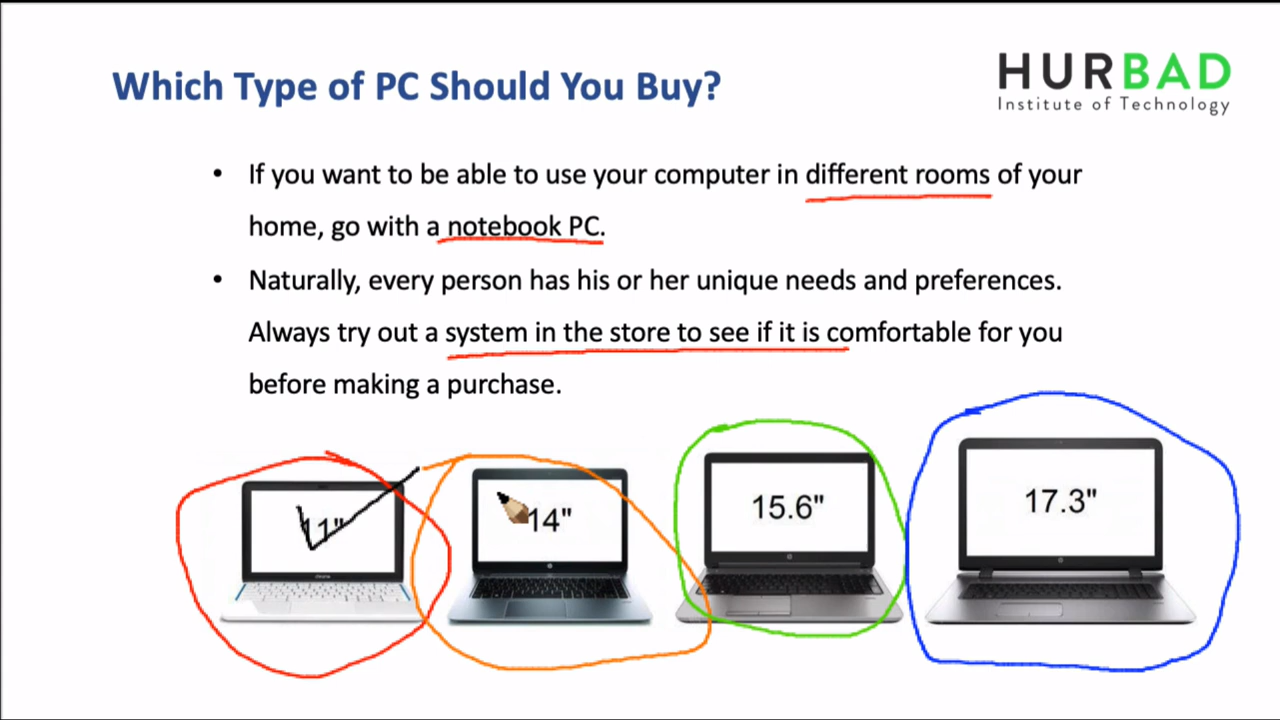 Which Type of PC Should You Buy?
HURBAD
Institute of Technology
• If you want to be able to use your computer in different rooms of your
home, go with a notebook PC.
• Naturally, every person has his or her unique needs and preferences.
Always try out a system in the store to see if it is comfortable for you
before making a purchase.
11"
14"
15.6"
17.3"